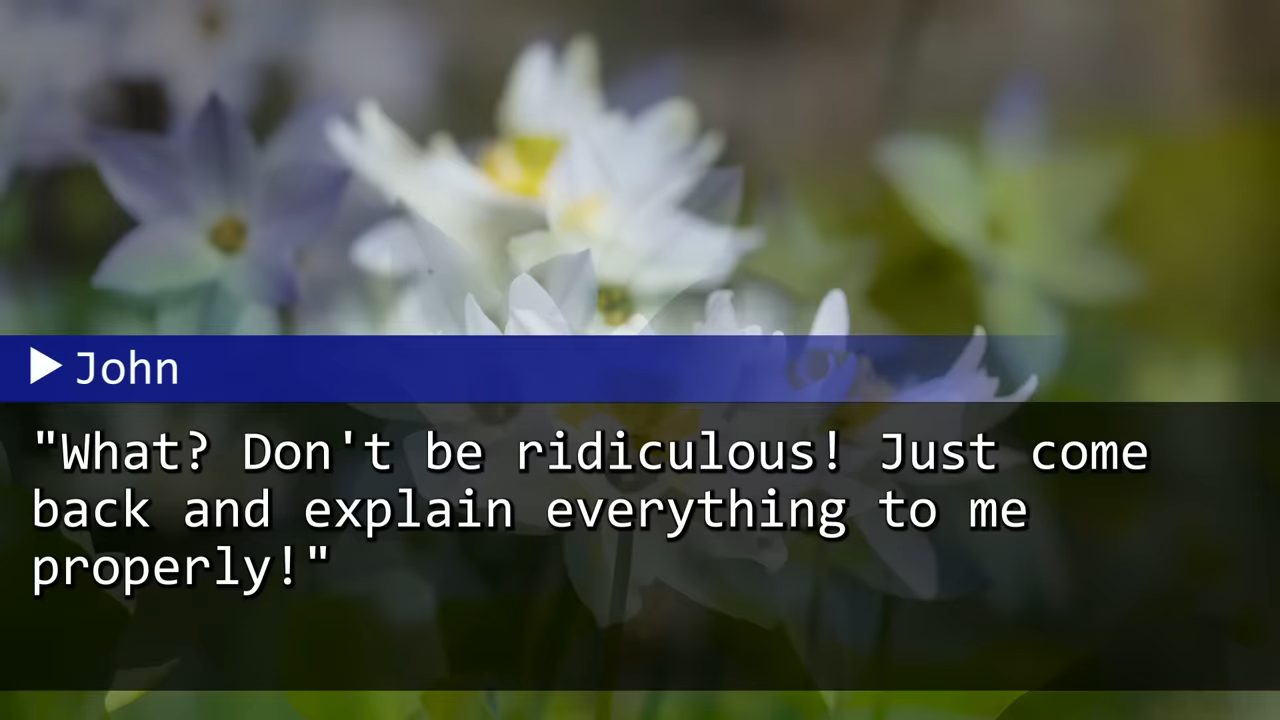 John
"What? Don't be ridiculous! Just come
back and explain everything to me
properly!"